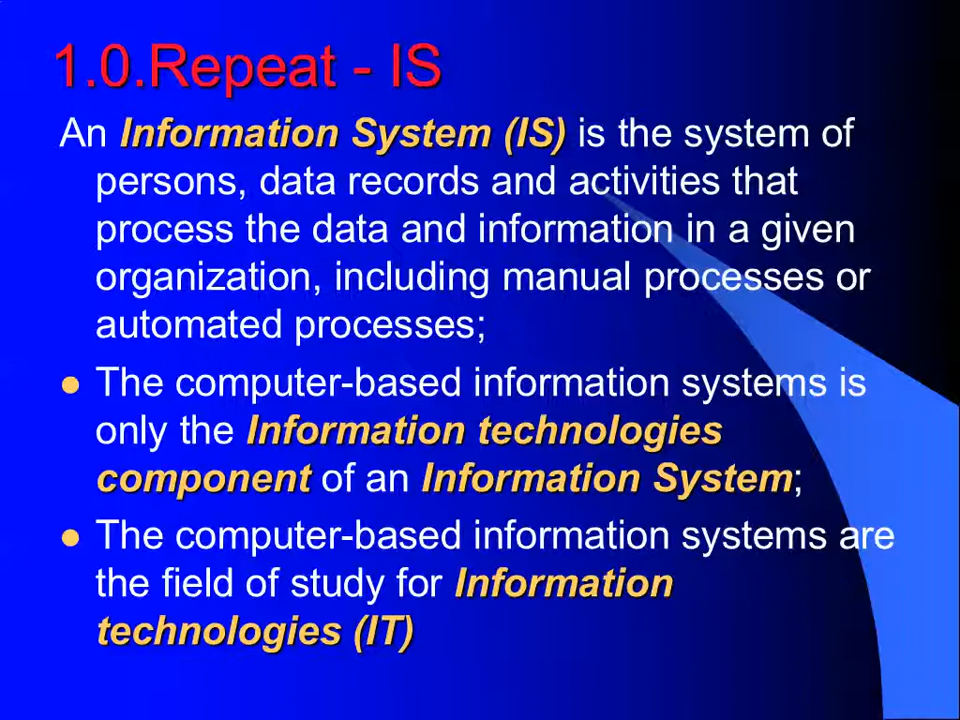 1.0.Repeat - IS
An Information System (IS) is the system of
persons, data records and activities that
process the data and information in a given
organization, including manual processes or
automated processes;
● The computer-based information systems is
only the Information technologies
component of an Information System;
● The computer-based information systems are
the field of study for Information
technologies (IT)